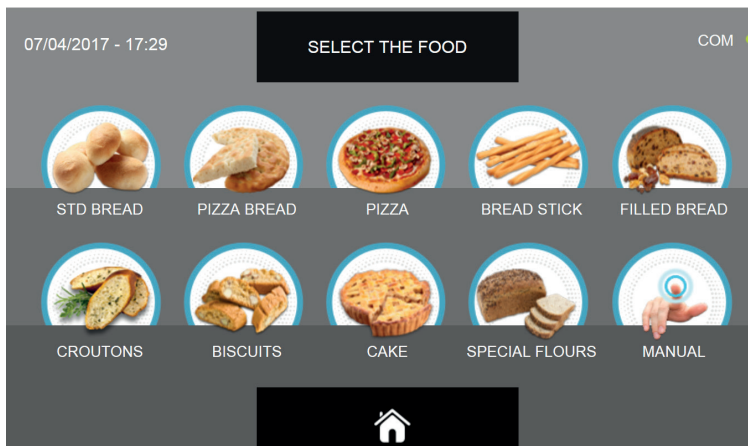 07/04/2017 - 17:29
SELECT THE FOOD
COM
STD BREAD
PIZZA BREAD
PIZZA
BREAD STICK
FILLED BREAD
CROUTONS
BISCUITS
CAKE
SPECIAL FLOURS
MANUAL